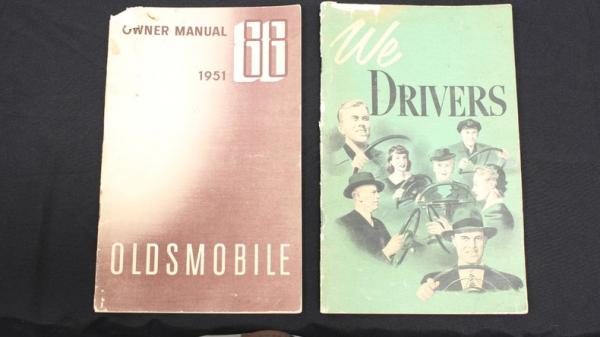 OWNER MANUAL
1951
88
OLDSMOBILE
We
DRIVERS